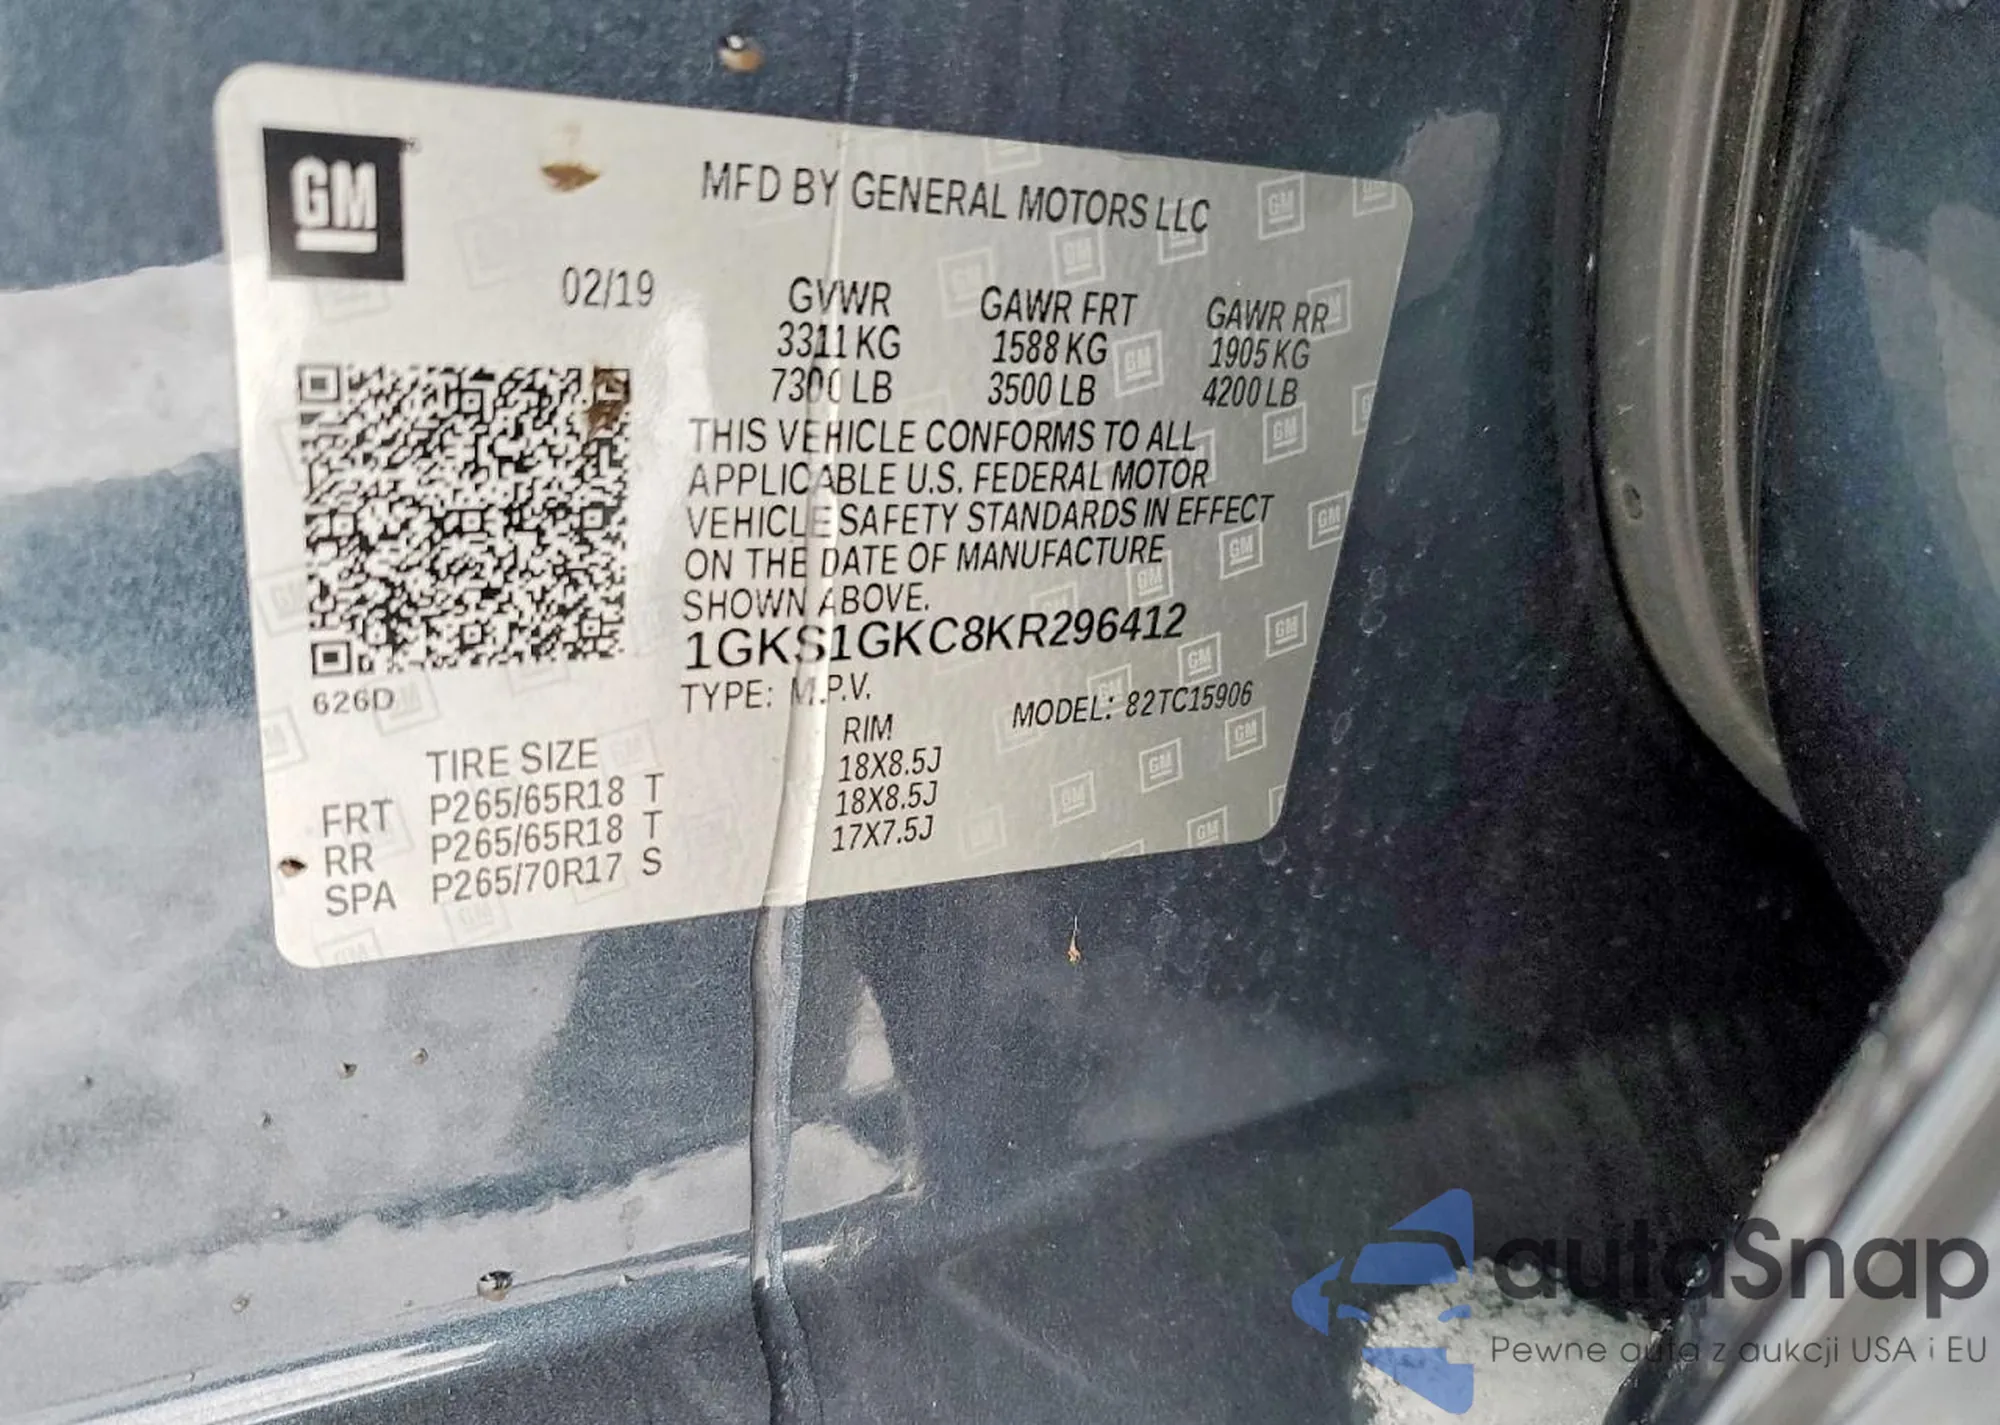 GM
MFD BY GENERAL MOTORS LLC
02/19
GVWR GAWR FRT GAWR RR
3311 KG 1588 KG 1905 KG
7300 LB 3500 LB 4200 LB
THIS VEHICLE CONFORMS TO ALL
APPLICABLE U.S. FEDERAL MOTOR
VEHICLE SAFETY STANDARDS IN EFFECT
ON THE DATE OF MANUFACTURE
SHOWN ABOVE.
1GKS1GKC8KR296412
626D
TYPE: M.P.V. MODEL: 82TC15906
TIRE SIZE RIM
FRT P265/65R18 T 18X8.5J
RR P265/65R18 T 18X8.5J
SPA P265/70R17 S 17X7.5J
autaSnap
Pewne auta z aukcji USA i EU